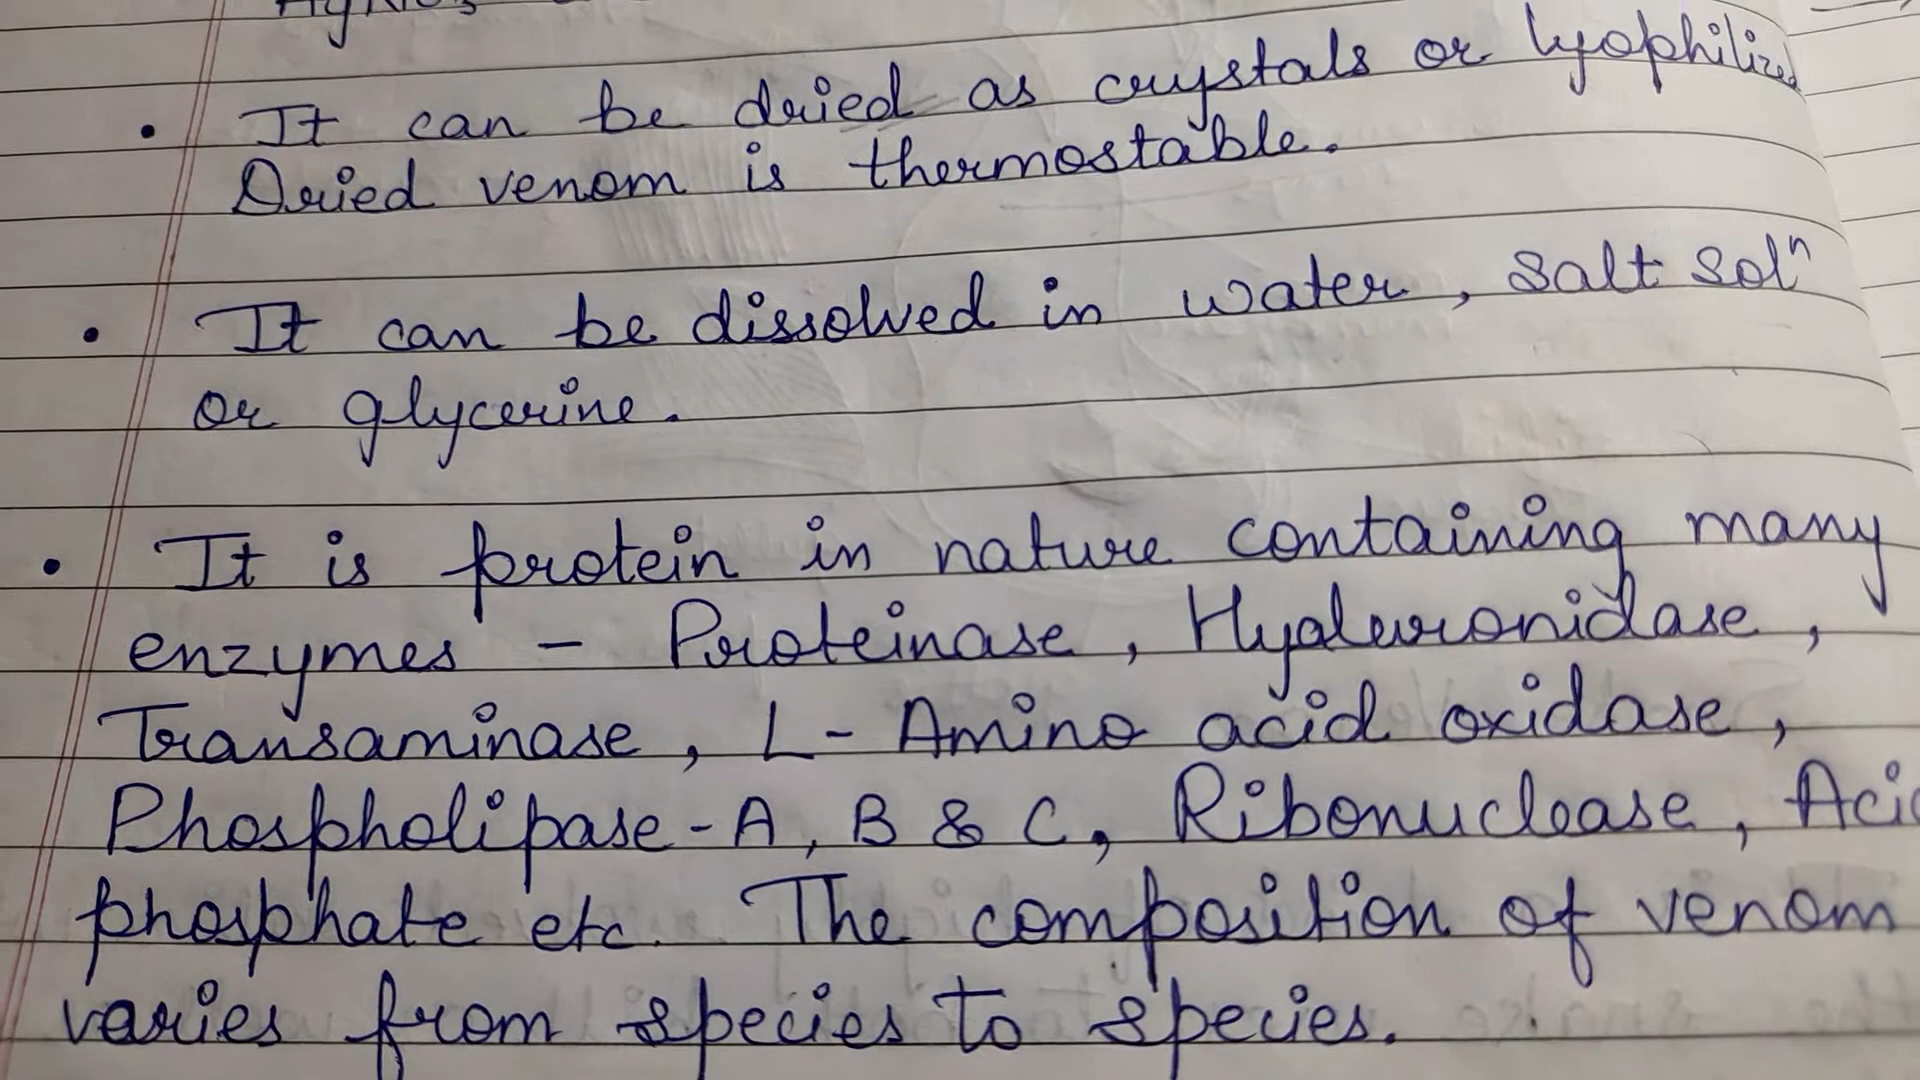 • It can be dried as crystals or lyophilized
Dried venom is thermostable.
• It can be dissolved in water, salt solⁿ
or glycerine.
• It is protein in nature containing many
enzymes - Proteinase, Hyaluronidase,
Transaminase, L- Amino acid oxidase,
Phospholipase-A, B & C, Ribonuclease, Aci
phosphate etc. The composition of venom
varies from species to species.